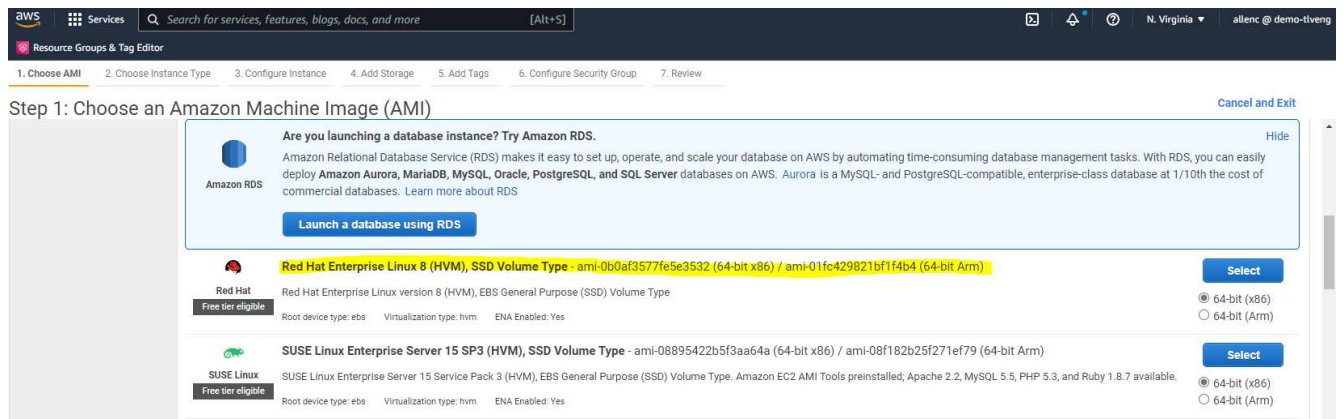 aws
Services
Search for services, features, blogs, docs, and more
[Alt+S]
N. Virginia
allenc @ demo-tlveng
Resource Groups & Tag Editor
1. Choose AMI
2. Choose Instance Type
3. Configure Instance
4. Add Storage
5. Add Tags
6. Configure Security Group
7. Review
Step 1: Choose an Amazon Machine Image (AMI)
Cancel and Exit
Amazon RDS
Are you launching a database instance? Try Amazon RDS.
Hide
Amazon Relational Database Service (RDS) makes it easy to set up, operate, and scale your database on AWS by automating time-consuming database management tasks. With RDS, you can easily
deploy Amazon Aurora, MariaDB, MySQL, Oracle, PostgreSQL, and SQL Server databases on AWS. Aurora is a MySQL- and PostgreSQL-compatible, enterprise-class database at 1/10th the cost of
commercial databases. Learn more about RDS
Launch a database using RDS
Red Hat
Free tier eligible
Red Hat Enterprise Linux 8 (HVM), SSD Volume Type - ami-0b0af3577fe5e3532 (64-bit x86) / ami-01fc429821bf1f4b4 (64-bit Arm)
Red Hat Enterprise Linux version 8 (HVM), EBS General Purpose (SSD) Volume Type
Root device type: ebs Virtualization type: hvm ENA Enabled: Yes
Select
64-bit (x86)
64-bit (Arm)
SUSE Linux
Free tier eligible
SUSE Linux Enterprise Server 15 SP3 (HVM), SSD Volume Type - ami-08895422b5f3aa64a (64-bit x86) / ami-08f182b25f271ef79 (64-bit Arm)
SUSE Linux Enterprise Server 15 Service Pack 3 (HVM), EBS General Purpose (SSD) Volume Type. Amazon EC2 AMI Tools preinstalled; Apache 2.2, MySQL 5.5, PHP 5.3, and Ruby 1.8.7 available.
Root device type: ebs Virtualization type: hvm ENA Enabled: Yes
Select
64-bit (x86)
64-bit (Arm)